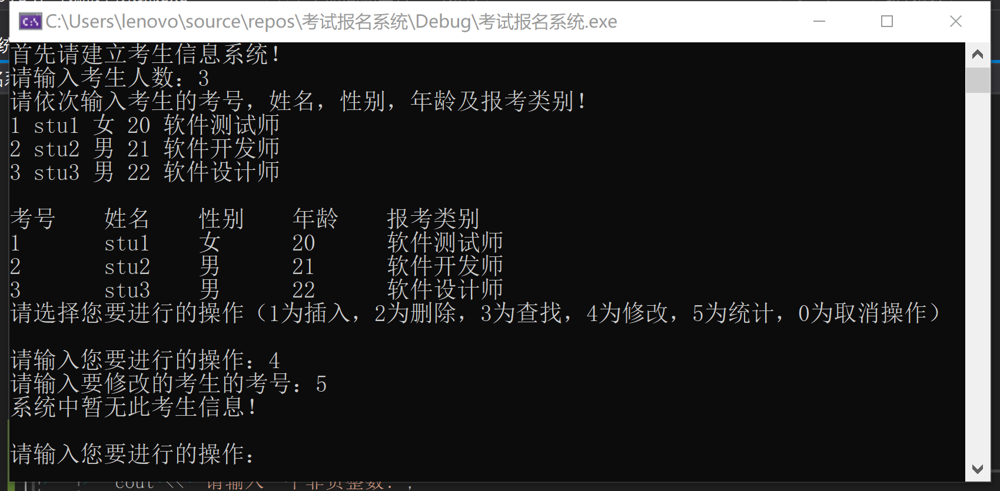 C:\Users\lenovo\source\repos\考试报名系统\Debug\考试报名系统.exe
首先请建立考生信息系统!
请输入考生人数：3
请依次输入考生的考号，姓名，性别，年龄及报考类别!
1 stu1 女 20 软件测试师
2 stu2 男 21 软件开发师
3 stu3 男 22 软件设计师
考号 姓名 性别 年龄 报考类别
1 stu1 女 20 软件测试师
2 stu2 男 21 软件开发师
3 stu3 男 22 软件设计师
请选择您要进行的操作（1为插入，2为删除，3为查找，4为修改，5为统计，0为取消操作）
请输入您要进行的操作：4
请输入要修改的考生的考号：5
系统中暂无此考生信息!
请输入您要进行的操作：